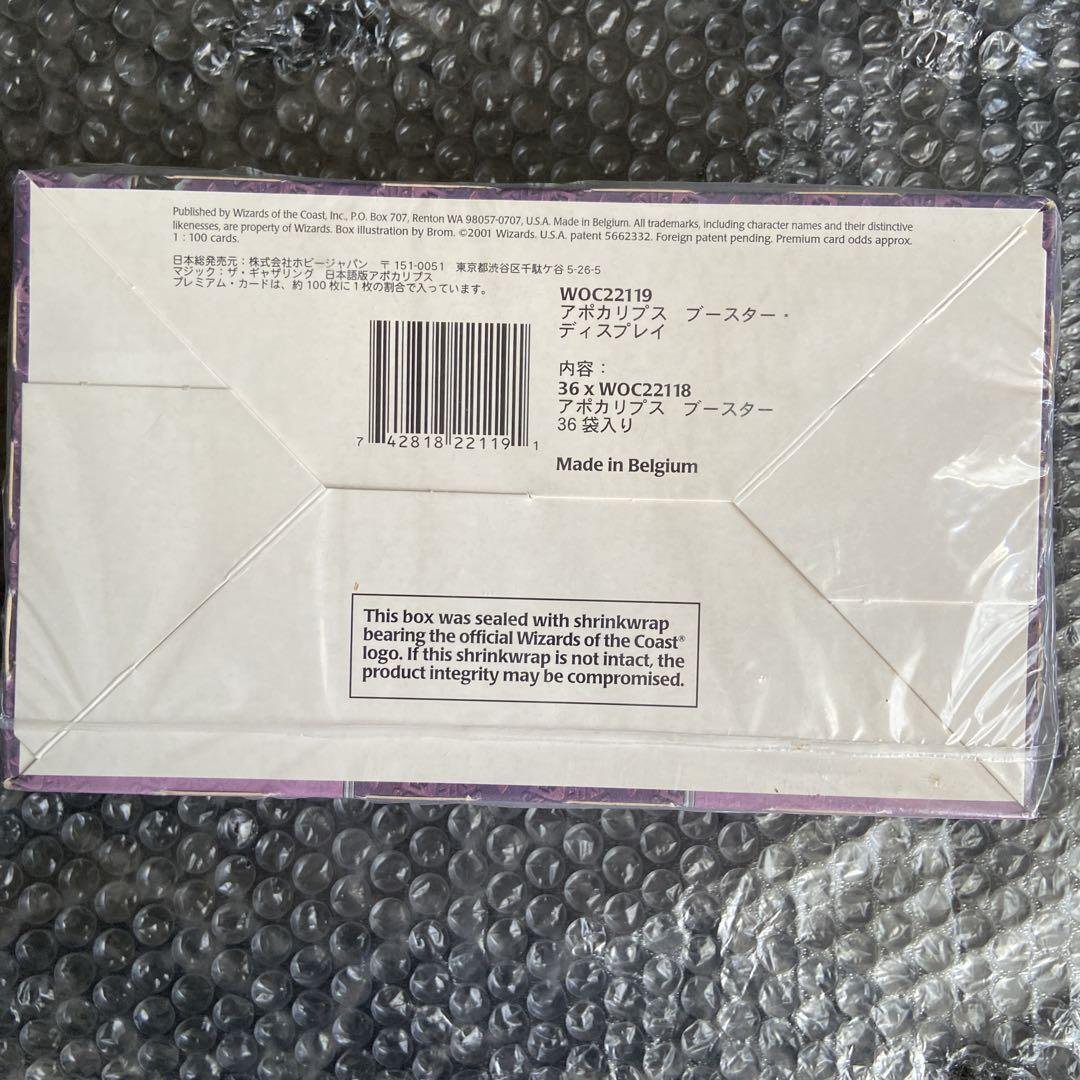 Published by Wizards of the Coast, Inc., P.O. Box 707, Renton WA 98057-0707, U.S.A. Made in Belgium. All trademarks, including character names and their distinctive
likenesses, are property of Wizards. Box illustration by Brom. ©2001 Wizards. U.S.A. patent 5662332. Foreign patent pending. Premium card odds approx.
1 : 100 cards.
日本総発売元：株式会社ホビージャパン 〒151-0051 東京都渋谷区千駄ケ谷 5-26-5
マジック：ザ・ギャザリング 日本語版アポカリプス
プレミアム・カードは、約100枚に1枚の割合で入っています。
WOC22119
アポカリプス ブースター・
ディスプレイ
内容：
36 x WOC22118
アポカリプス ブースター
36 袋入り
Made in Belgium
7 42818 22119 1
This box was sealed with shrinkwrap
bearing the official Wizards of the Coast®
logo. If this shrinkwrap is not intact, the
product integrity may be compromised.